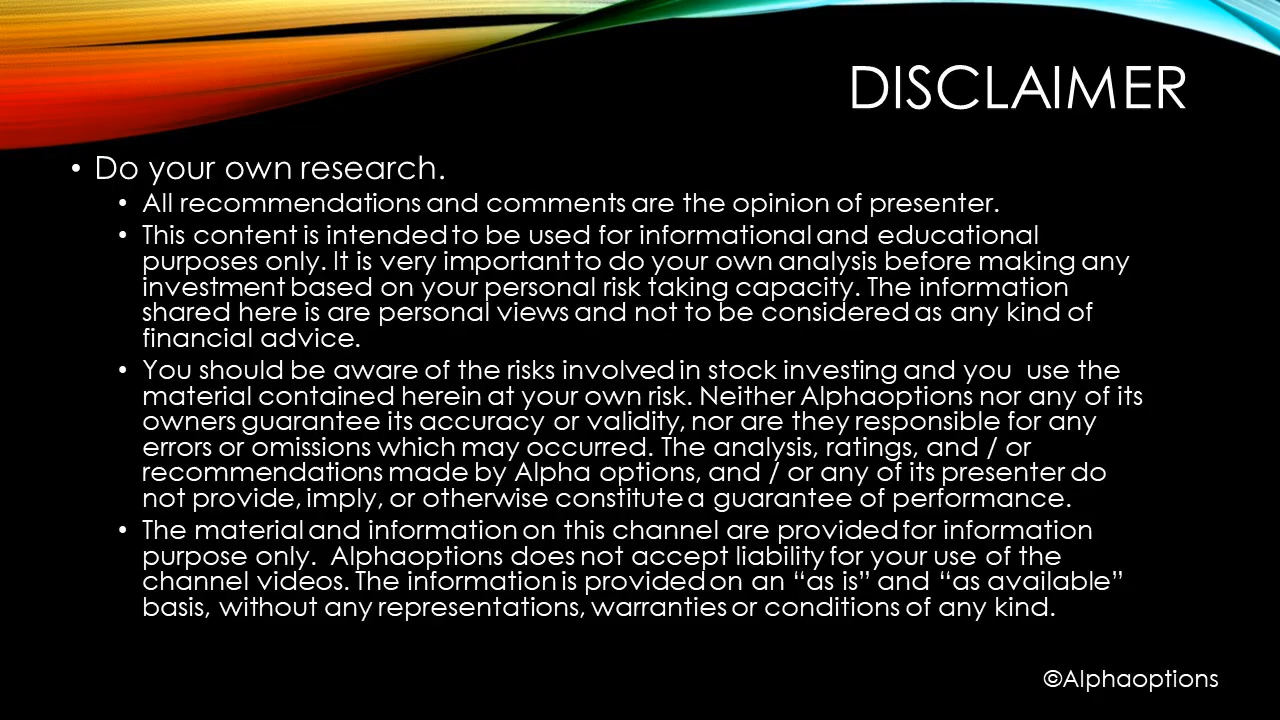 DISCLAIMER
• Do your own research.
• All recommendations and comments are the opinion of presenter.
• This content is intended to be used for informational and educational
purposes only. It is very important to do your own analysis before making any
investment based on your personal risk taking capacity. The information
shared here is are personal views and not to be considered as any kind of
financial advice.
• You should be aware of the risks involved in stock investing and you  use the
material contained herein at your own risk. Neither Alphaoptions nor any of its
owners guarantee its accuracy or validity, nor are they responsible for any
errors or omissions which may occurred. The analysis, ratings, and / or
recommendations made by Alpha options, and / or any of its presenter do
not provide, imply, or otherwise constitute a guarantee of performance.
• The material and information on this channel are provided for information
purpose only.  Alphaoptions does not accept liability for your use of the
channel videos. The information is provided on an “as is” and “as available”
basis, without any representations, warranties or conditions of any kind.
©Alphaoptions